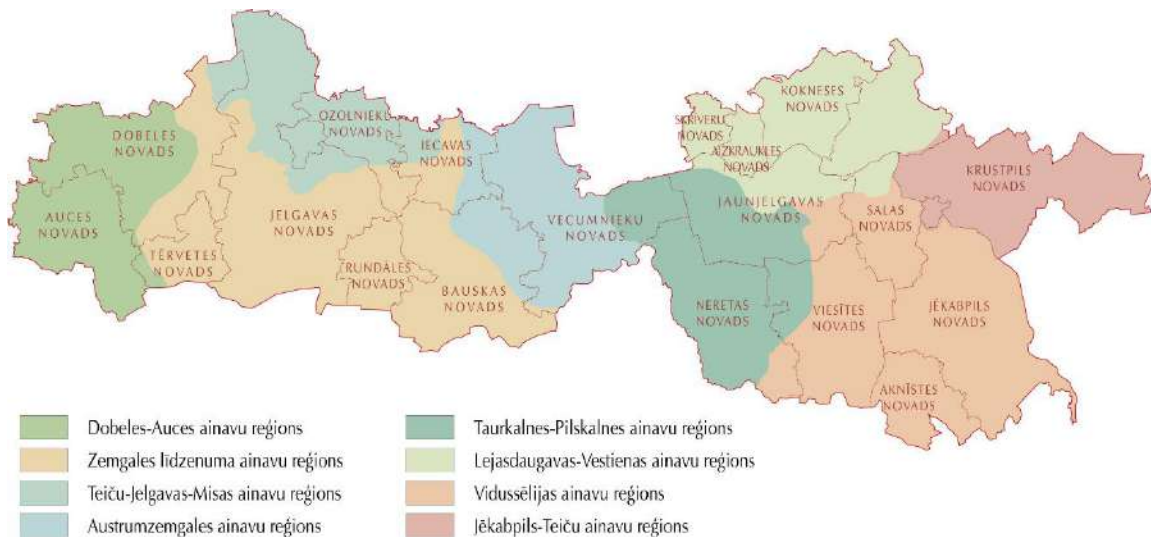 KOKNESES
NOVADS
SKRĪVERU
NOVADS
OZOLNIEKU
NOVADS
DOBELES
NOVADS
IECAVAS
NOVADS
AIZKRAUKLES
NOVADS
KRUSTPILS
NOVADS
AUCES
NOVADS
JELGAVAS
NOVADS
VECUMNIEKU
NOVADS
JAUNJELGAVAS
NOVADS
SALAS
NOVADS
TĒRVETES
NOVADS
RUNDĀLES
NOVADS
BAUSKAS
NOVADS
NERETAS
NOVADS
VIESĪTES
NOVADS
JĒKABPILS
NOVADS
AKNĪSTES
NOVADS
Dobeles-Auces ainavu reģions
Zemgales līdzenuma ainavu reģions
Teiču-Jelgavas-Misas ainavu reģions
Austrumzemgales ainavu reģions
Taurkalnes-Pilskalnes ainavu reģions
Lejasdaugavas-Vestienas ainavu reģions
Vidussēlijas ainavu reģions
Jēkabpils-Teiču ainavu reģions